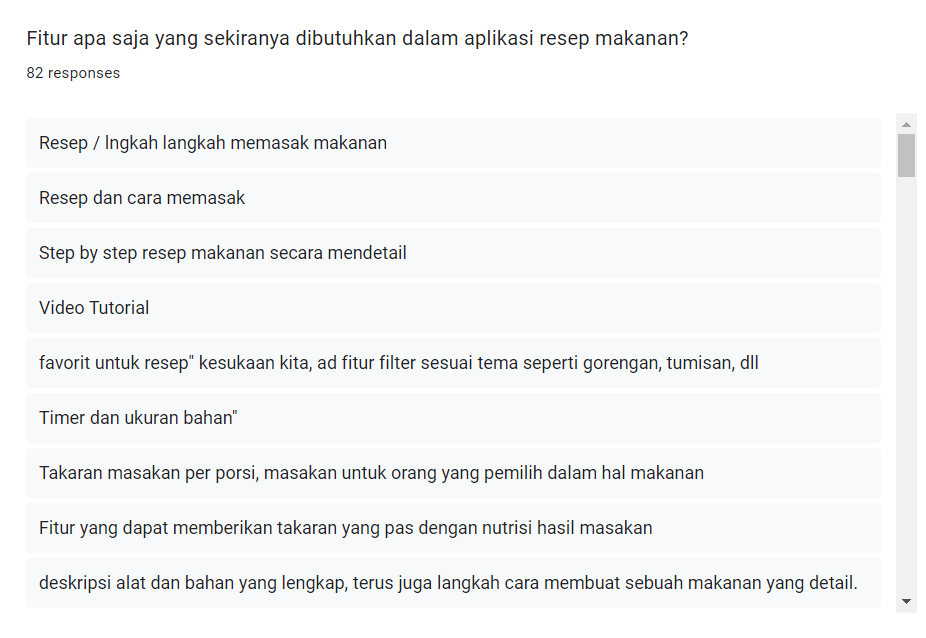 Fitur apa saja yang sekiranya dibutuhkan dalam aplikasi resep makanan?
82 responses
Resep / lngkah langkah memasak makanan
Resep dan cara memasak
Step by step resep makanan secara mendetail
Video Tutorial
favorit untuk resep" kesukaan kita, ad fitur filter sesuai tema seperti gorengan, tumisan, dll
Timer dan ukuran bahan"
Takaran masakan per porsi, masakan untuk orang yang pemilih dalam hal makanan
Fitur yang dapat memberikan takaran yang pas dengan nutrisi hasil masakan
deskripsi alat dan bahan yang lengkap, terus juga langkah cara membuat sebuah makanan yang detail.